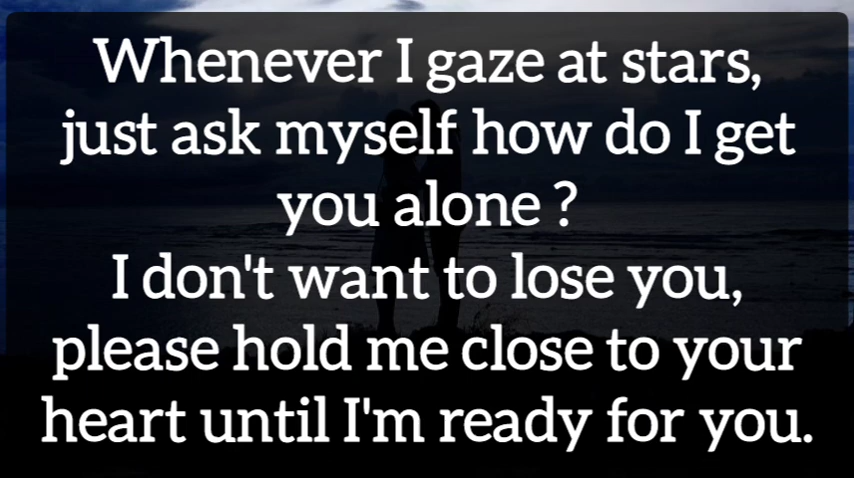 Whenever I gaze at stars,
just ask myself how do I get
you alone ?
I don't want to lose you,
please hold me close to your
heart until I'm ready for you.